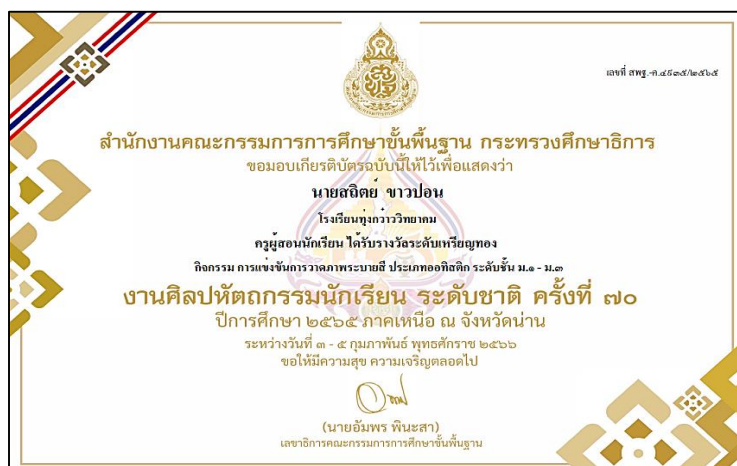 เลขที่ สพฐ.-ค.๔๕๓๕/๒๕๖๕
สำนักงานคณะกรรมการการศึกษาขั้นพื้นฐาน กระทรวงศึกษาธิการ
ขอมอบเกียรติบัตรฉบับนี้ให้ไว้เพื่อแสดงว่า
นายสถิตย์ ขาวปอน
โรงเรียนทุ่งกว๋าววิทยาคม
ครูผู้สอนนักเรียน ได้รับรางวัลระดับเหรียญทอง
กิจกรรม การแข่งขันการวาดภาพระบายสี ประเภทออทิสติก ระดับชั้น ม.๑ - ม.๓
งานศิลปหัตถกรรมนักเรียน ระดับชาติ ครั้งที่ ๗๐
ปีการศึกษา ๒๕๖๕ ภาคเหนือ ณ จังหวัดน่าน
ระหว่างวันที่ ๓ - ๕ กุมภาพันธ์ พุทธศักราช ๒๕๖๖
ขอให้มีความสุข ความเจริญตลอดไป
(นายอัมพร พินะสา)
เลขาธิการคณะกรรมการการศึกษาขั้นพื้นฐาน